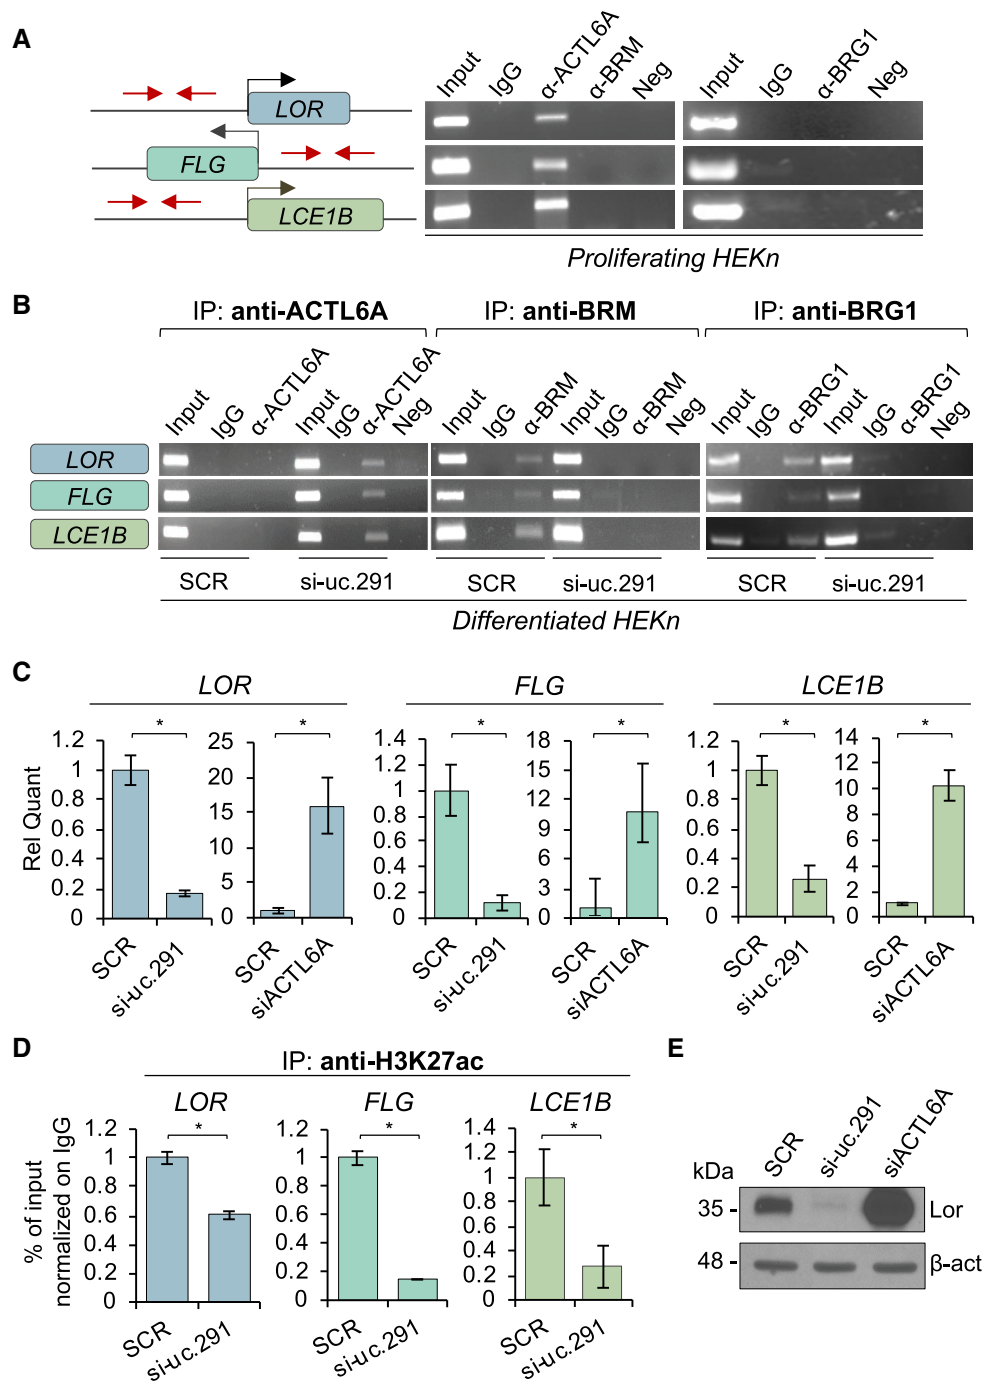 A
Input IgG α-ACTL6A α-BRM Neg Input IgG α-BRG1 Neg
LOR
FLG
LCE1B
Proliferating HEKn
B
IP: anti-ACTL6A IP: anti-BRM IP: anti-BRG1
Input IgG α-ACTL6A Input IgG α-ACTL6A Neg Input IgG α-BRM Input IgG α-BRM Input IgG α-BRG1 Input IgG α-BRG1 Neg
LOR
FLG
LCE1B
SCR si-uc.291 SCR si-uc.291 SCR si-uc.291
Differentiated HEKn
C
LOR FLG LCE1B
* * * * * *
Rel Quant
1.2 1 0.8 0.6 0.4 0.2 0
25 20 15 10 5 0
1.4 1.2 1 0.8 0.6 0.4 0.2 0
18 15 12 9 6 3 0
1.2 1 0.8 0.6 0.4 0.2 0
14 12 10 8 6 4 2 0
SCR si-uc.291 SCR siACTL6A SCR si-uc.291 SCR siACTL6A SCR si-uc.291 SCR siACTL6A
D
IP: anti-H3K27ac
LOR FLG LCE1B
* * *
% of input
normalized on IgG
1.2 1 0.8 0.6 0.4 0.2 0
1.2 1 0.8 0.6 0.4 0.2 0
1.4 1.2 1 0.8 0.6 0.4 0.2 0
SCR si-uc.291 SCR si-uc.291 SCR si-uc.291
E
SCR si-uc.291 siACTL6A
kDa
35 - Lor
48 - β-act